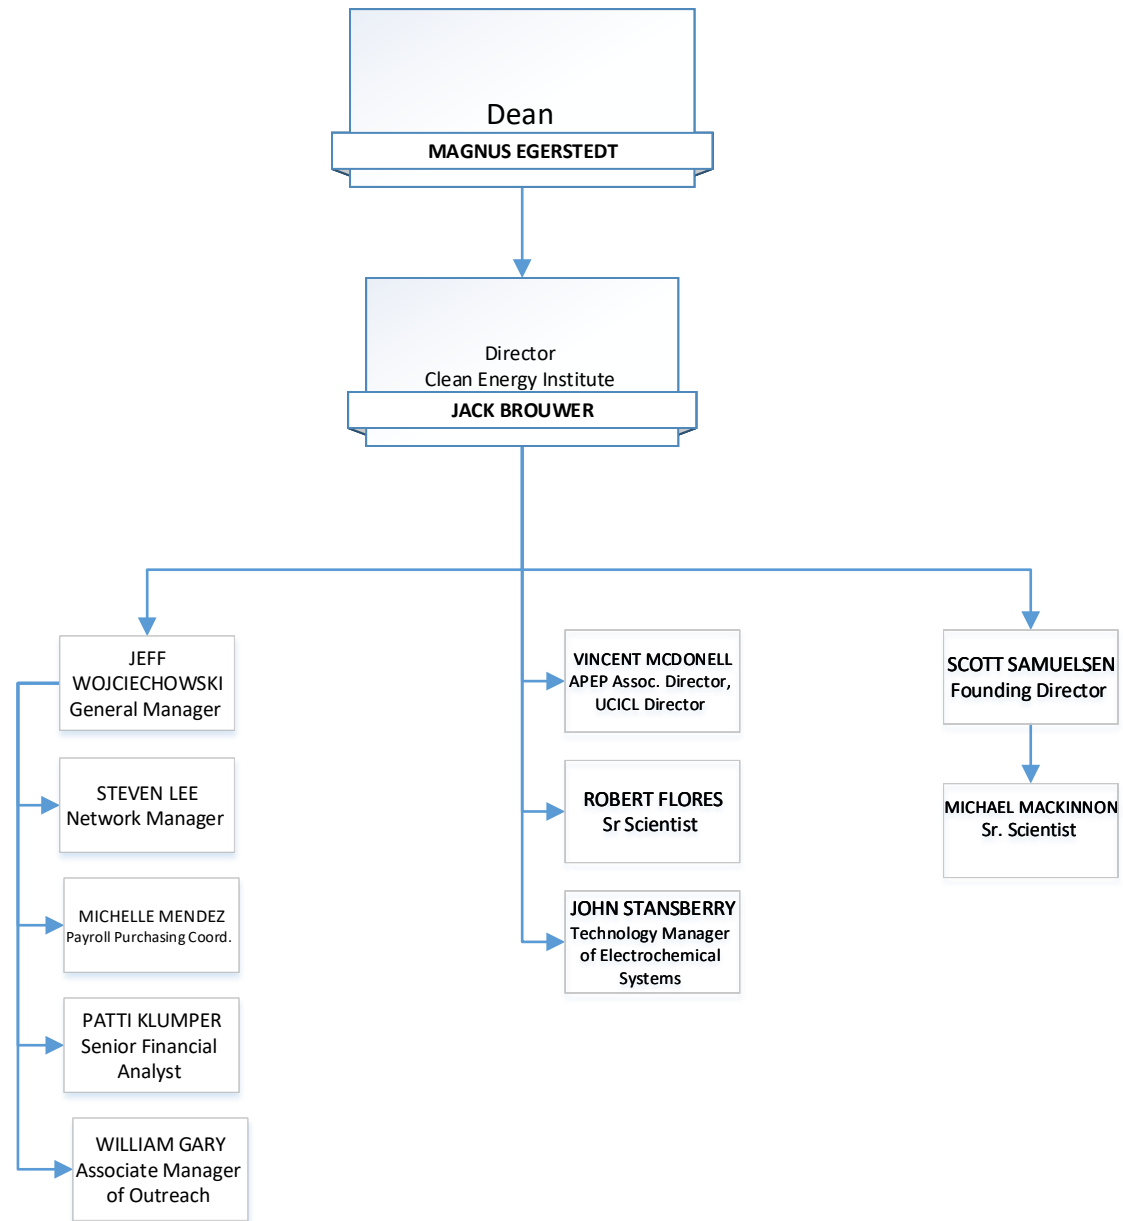 Dean
MAGNUS EGERSTEDT
Director
Clean Energy Institute
JACK BROUWER
JEFF
WOJCIECHOWSKI
General Manager
STEVEN LEE
Network Manager
MICHELLE MENDEZ
Payroll Purchasing Coord.
PATTI KLUMPER
Senior Financial
Analyst
WILLIAM GARY
Associate Manager
of Outreach
VINCENT MCDONELL
APEP Assoc. Director,
UCICL Director
ROBERT FLORES
Sr Scientist
JOHN STANSBERRY
Technology Manager
of Electrochemical
Systems
SCOTT SAMUELSEN
Founding Director
MICHAEL MACKINNON
Sr. Scientist